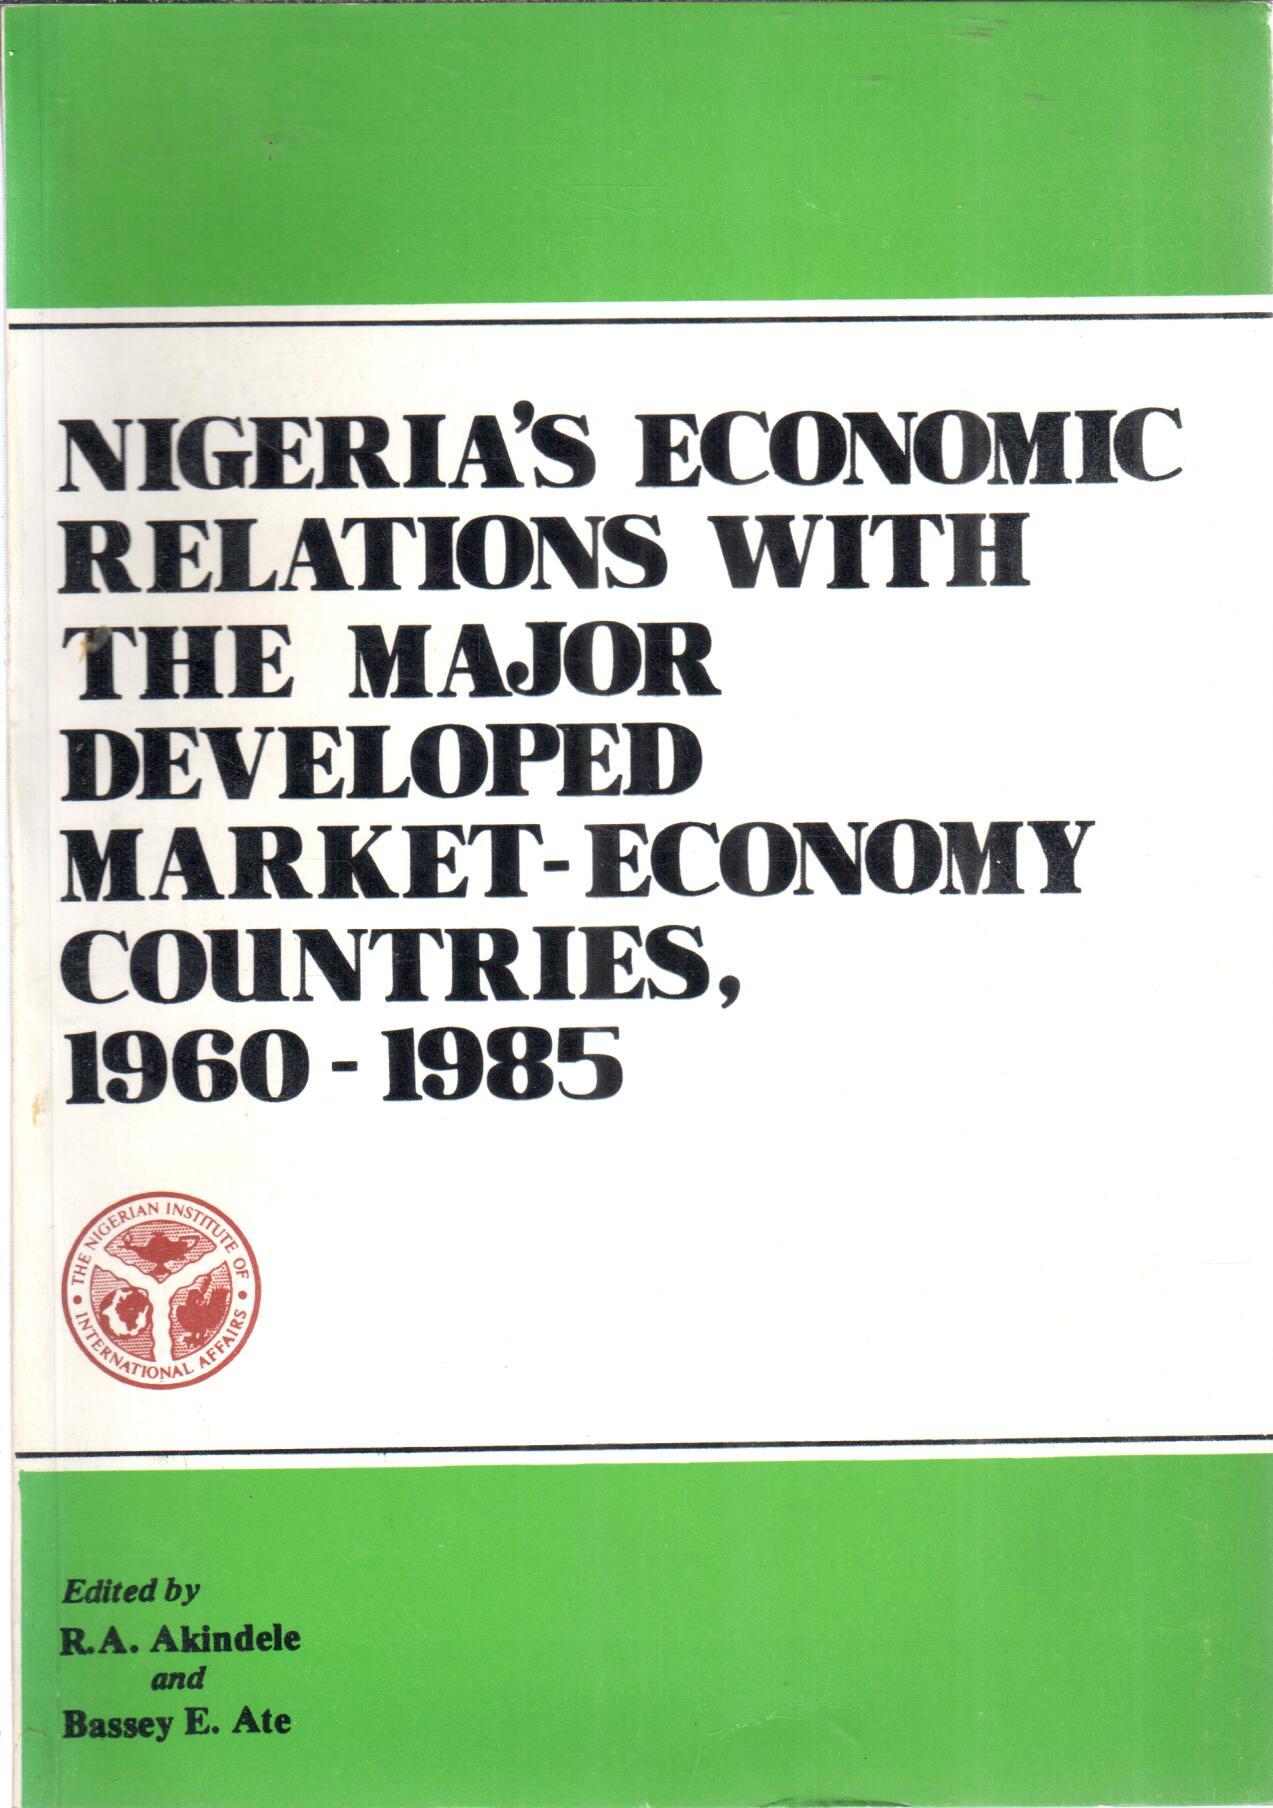 NIGERIA'S ECONOMIC
RELATIONS WITH
THE MAJOR
DEVELOPED
MARKET-ECONOMY
COUNTRIES,
1960 - 1985
THE NIGERIAN INSTITUTE OF
INTERNATIONAL AFFAIRS
Edited by
R.A. Akindele
and
Bassey E. Ate